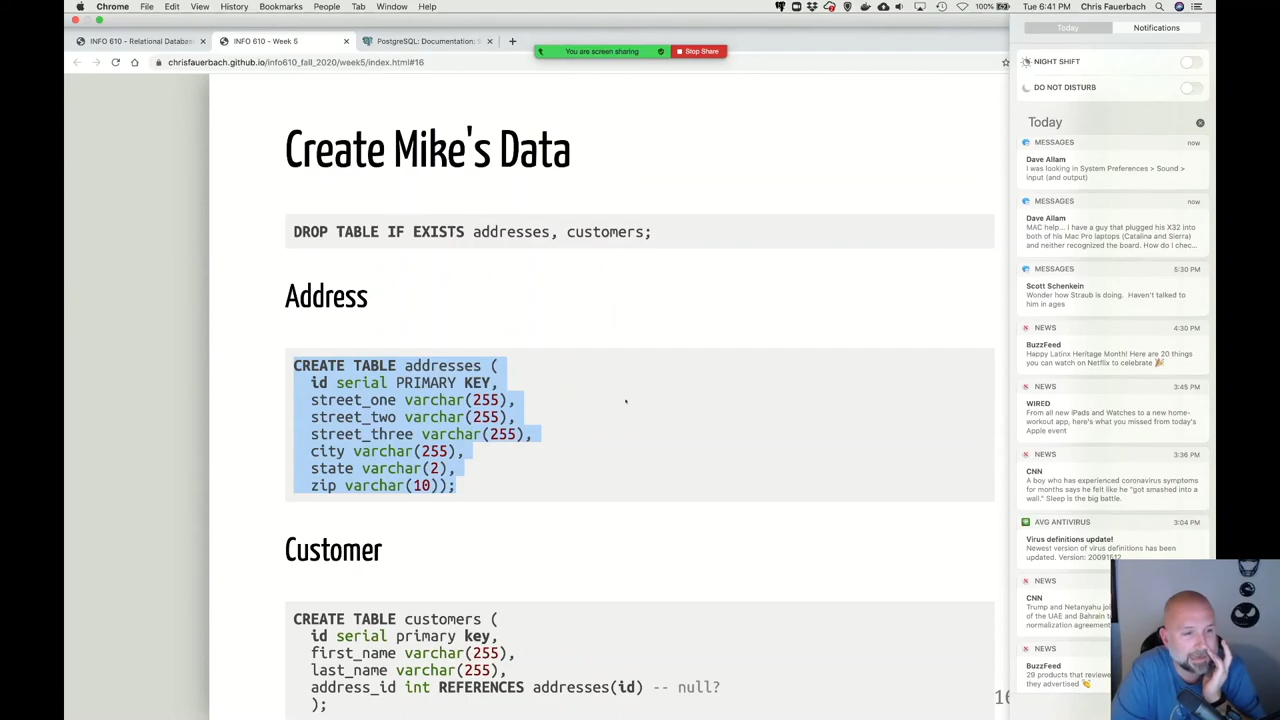 Chrome File Edit View History Bookmarks People Tab Window Help
100% Tue 6:41 PM Chris Fauerbach
INFO 610 - Relational Databas
INFO 610 - Week 5
PostgreSQL: Documentation:
You are screen sharing
Stop Share
chrisfauerbach.github.io/info610_fall_2020/week5/index.html#16
Create Mike's Data
DROP TABLE IF EXISTS addresses, customers;
Address
CREATE TABLE addresses (
id serial PRIMARY KEY,
street_one varchar(255),
street_two varchar(255),
street_three varchar(255),
city varchar(255),
state varchar(2),
zip varchar(10));
Customer
CREATE TABLE customers (
id serial primary key,
first_name varchar(255),
last_name varchar(255),
address_id int REFERENCES addresses(id) -- null?
);
16
Today Notifications
NIGHT SHIFT
DO NOT DISTURB
Today
MESSAGES now
Dave Allam
I was looking in System Preferences > Sound >
input (and output)
MESSAGES now
Dave Allam
MAC help... I have a guy that plugged his X32 into
both of his Mac Pro laptops (Catalina and Sierra)
and neither recognized the board. How do I chec...
MESSAGES 5:30 PM
Scott Schenkein
Wonder how Straub is doing. Haven't talked to
him in ages
NEWS 4:30 PM
BuzzFeed
Happy Latinx Heritage Month! Here are 20 things
you can watch on Netflix to celebrate 🎉
NEWS 3:45 PM
WIRED
From all new iPads and Watches to a new home-
workout app, here's what you missed from today's
Apple event
NEWS 3:36 PM
CNN
A boy who has experienced coronavirus symptoms
for months says he felt like he "got smashed into a
wall." Sleep is the big battle.
AVG ANTIVIRUS 3:04 PM
Virus definitions update!
Newest version of virus definitions has been
updated. Version: 20091512
NEWS
CNN
Trump and Netanyahu joi
of the UAE and Bahrain t
normalization agreemen
NEWS
BuzzFeed
29 products that reviewe
they advertised 👏